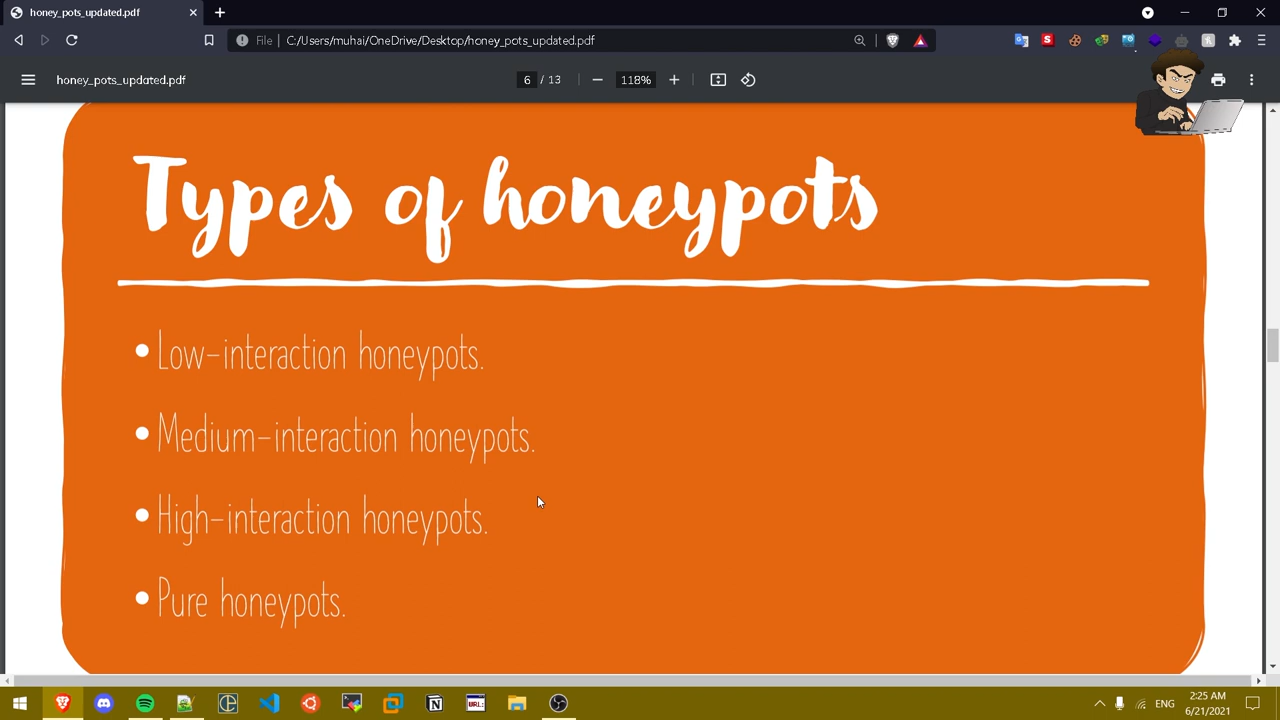 honey_pots_updated.pdf
File
C:/Users/muhai/OneDrive/Desktop/honey_pots_updated.pdf
honey_pots_updated.pdf
6 / 13
118%
Types of honeypots
• Low-interaction honeypots.
• Medium-interaction honeypots.
• High-interaction honeypots.
• Pure honeypots.
URL:
ENG
2:25 AM
6/21/2021